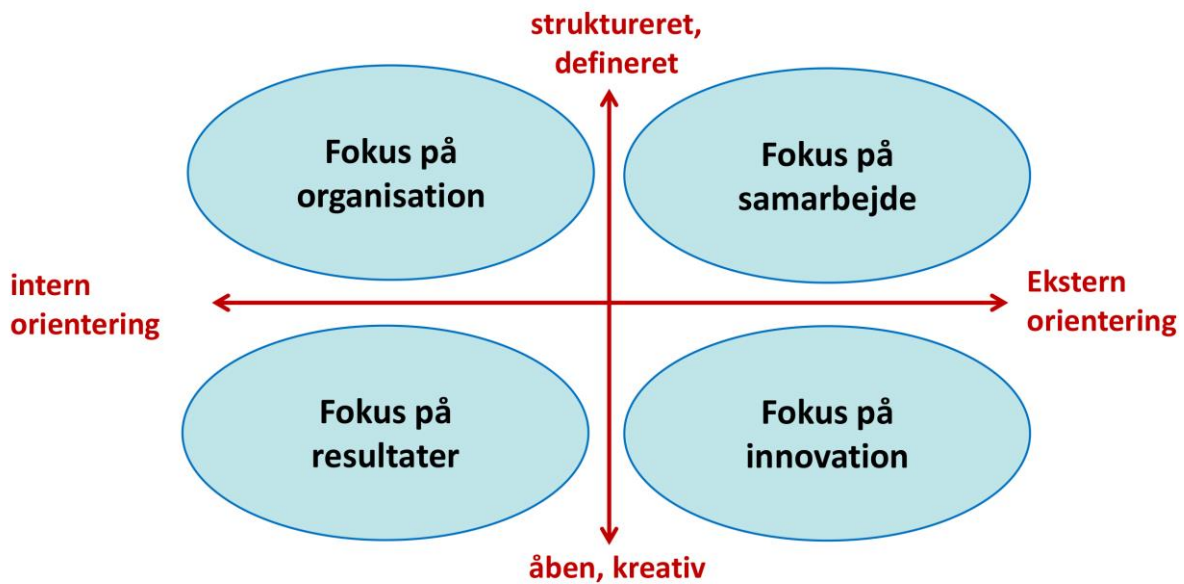 struktureret,
defineret
Fokus på
organisation
Fokus på
samarbejde
intern
orientering
Ekstern
orientering
Fokus på
resultater
Fokus på
innovation
åben, kreativ